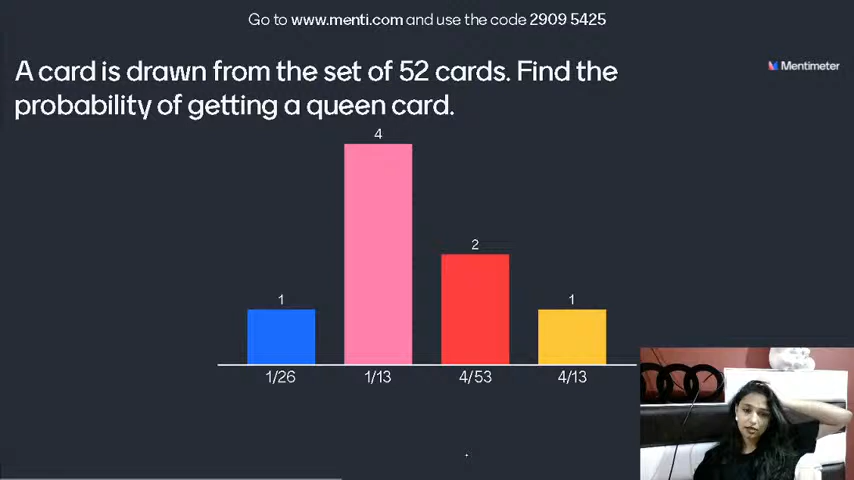 Go to www.menti.com and use the code 2909 5425
A card is drawn from the set of 52 cards. Find the
probability of getting a queen card.
Mentimeter
4
2
1
1
1/26
1/13
4/53
4/13